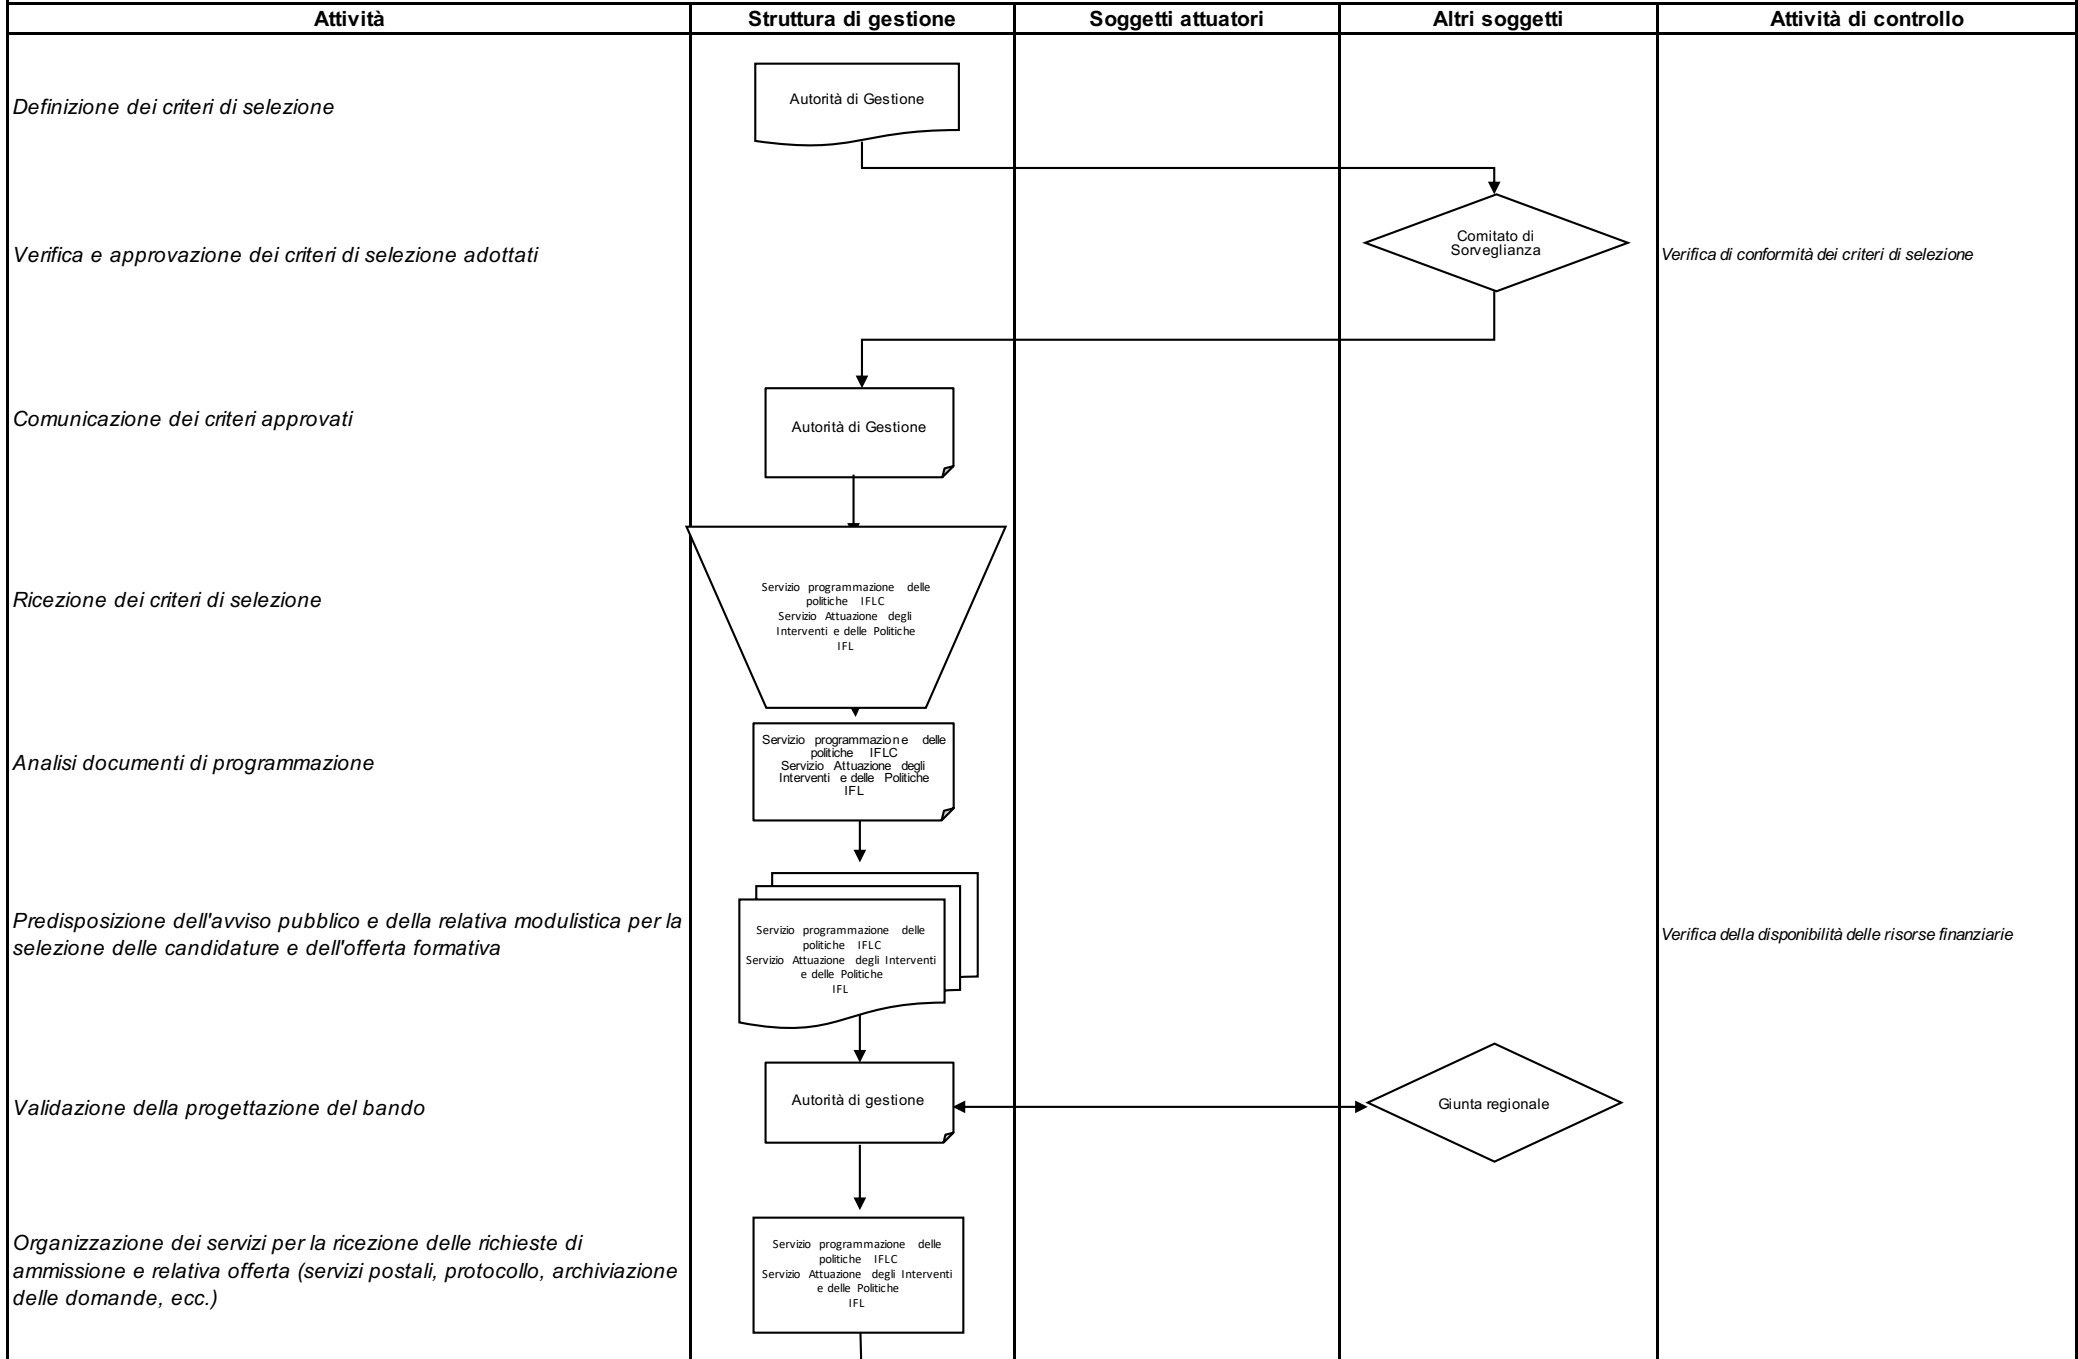 Attività
Struttura di gestione
Soggetti attuatori
Altri soggetti
Attività di controllo
Definizione dei criteri di selezione
Autorità di Gestione
Verifica e approvazione dei criteri di selezione adottati
Comitato di
Sorveglianza
Verifica di conformità dei criteri di selezione
Comunicazione dei criteri approvati
Autorità di Gestione
Ricezione dei criteri di selezione
Servizio programmazione delle
politiche IFLC
Servizio Attuazione degli
Interventi e delle Politiche
IFL
Analisi documenti di programmazione
Servizio programmazione delle
politiche IFLC
Servizio Attuazione degli
Interventi e delle Politiche
IFL
Predisposizione dell'avviso pubblico e della relativa modulistica per la
selezione delle candidature e dell'offerta formativa
Servizio programmazione delle
politiche IFLC
Servizio Attuazione degli Interventi
e delle Politiche
IFL
Verifica della disponibilità delle risorse finanziarie
Validazione della progettazione del bando
Autorità di gestione
Giunta regionale
Organizzazione dei servizi per la ricezione delle richieste di
ammissione e relativa offerta (servizi postali, protocollo, archiviazione
delle domande, ecc.)
Servizio programmazione delle
politiche IFLC
Servizio Attuazione degli Interventi
e delle Politiche
IFL